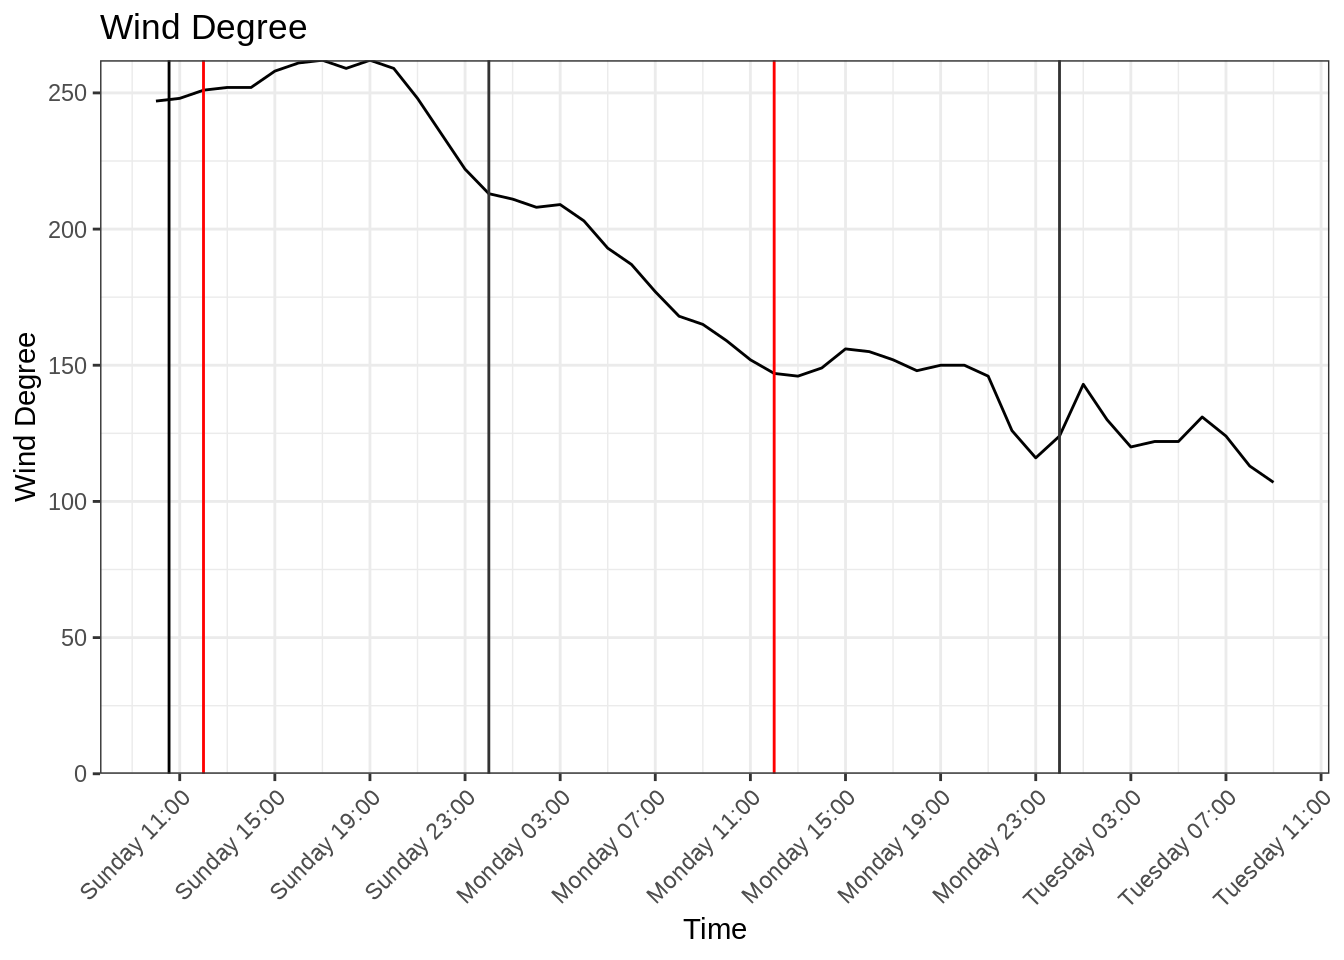 Wind Degree
Wind Degree
250
200
150
100
50
0
Sunday 11:00
Sunday 15:00
Sunday 19:00
Sunday 23:00
Monday 03:00
Monday 07:00
Monday 11:00
Monday 15:00
Monday 19:00
Monday 23:00
Tuesday 03:00
Tuesday 07:00
Tuesday 11:00
Time